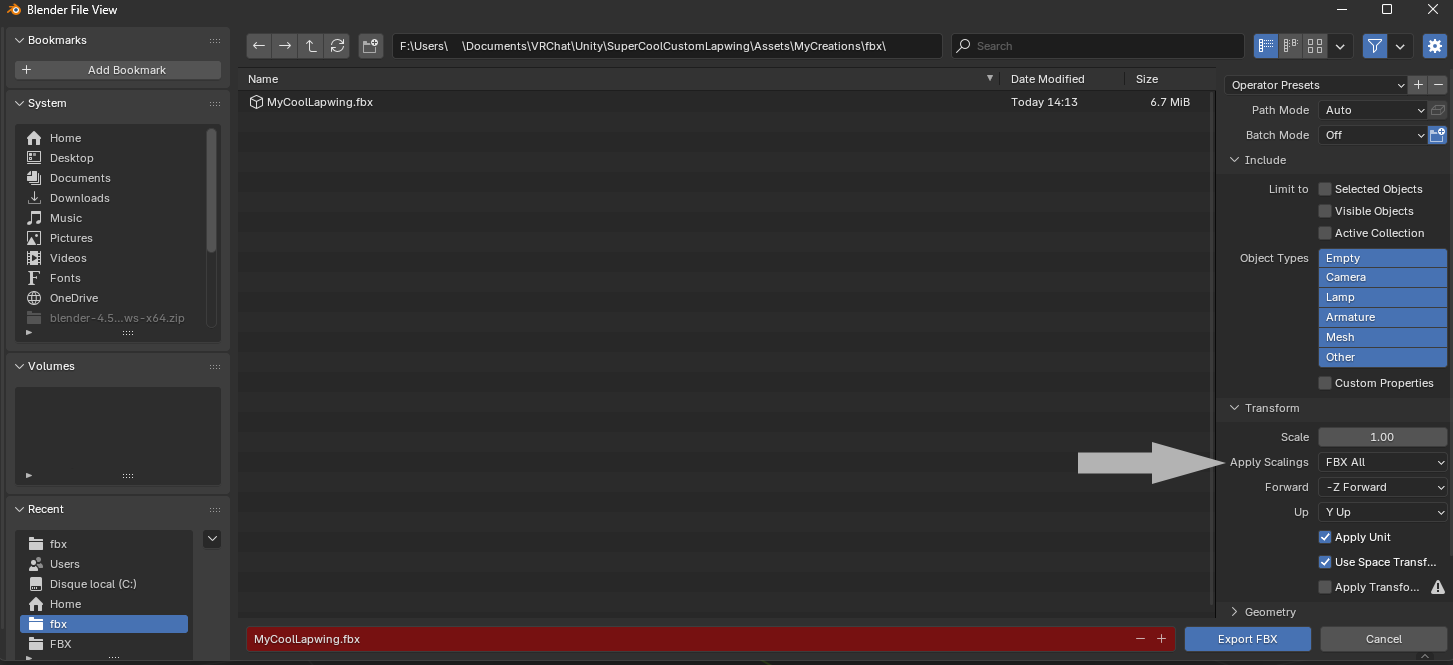 Blender File View
Bookmarks
Add Bookmark
System
Home
Desktop
Documents
Downloads
Music
Pictures
Videos
Fonts
OneDrive
blender-4.5...ws-x64.zip
Volumes
Recent
fbx
Users
Disque local (C:)
Home
fbx
FBX
F:\Users\ \Documents\VRChat\Unity\SuperCoolCustomLapwing\Assets\MyCreations\fbx\
Search
Name Date Modified Size
MyCoolLapwing.fbx Today 14:13 6.7 MiB
MyCoolLapwing.fbx
Operator Presets
Path Mode Auto
Batch Mode Off
Include
Limit to Selected Objects
Visible Objects
Active Collection
Object Types Empty
Camera
Lamp
Armature
Mesh
Other
Custom Properties
Transform
Scale 1.00
Apply Scalings FBX All
Forward -Z Forward
Up Y Up
Apply Unit
Use Space Transf...
Apply Transfo...
Geometry
Export FBX Cancel